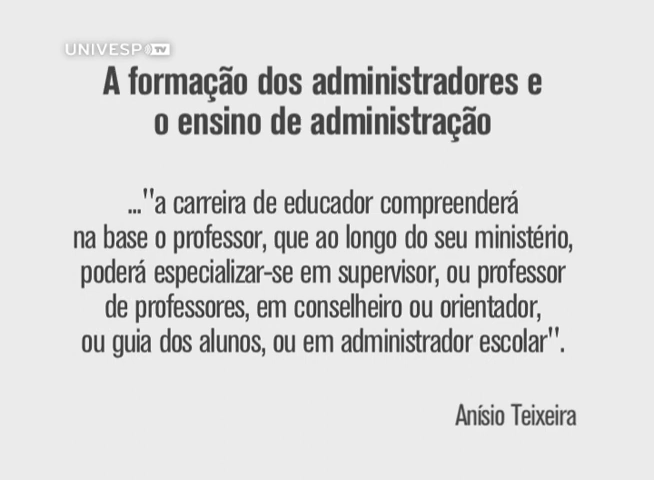 UNIVESP TV
A formação dos administradores e
o ensino de administração
..."a carreira de educador compreenderá
na base o professor, que ao longo do seu ministério,
poderá especializar-se em supervisor, ou professor
de professores, em conselheiro ou orientador,
ou guia dos alunos, ou em administrador escolar".
Anísio Teixeira